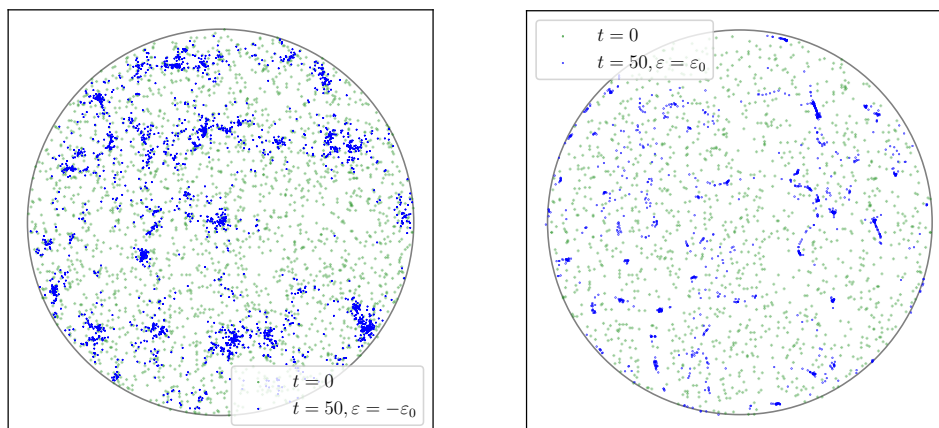 t = 0
t = 50, ε = −ε₀
t = 0
t = 50, ε = ε₀